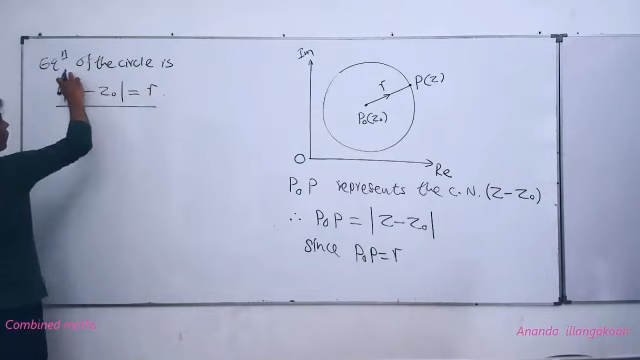 Eqⁿ of the circle is
- Z₀| = r
Im
r
P(Z)
P₀(Z₀)
O
Re
P₀P represents the C.N. (Z-Z₀)
∴ P₀P = |Z-Z₀|
since P₀P=r
Combined maths
Ananda illangakoon